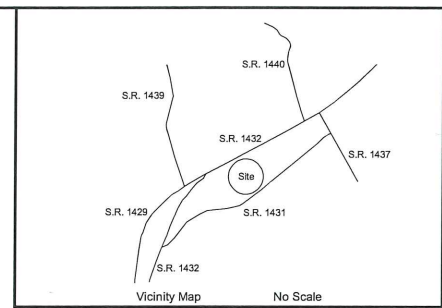 S.R. 1440
S.R. 1439
S.R. 1432
S.R. 1437
Site
S.R. 1429
S.R. 1431
S.R. 1432
Vicinity Map No Scale